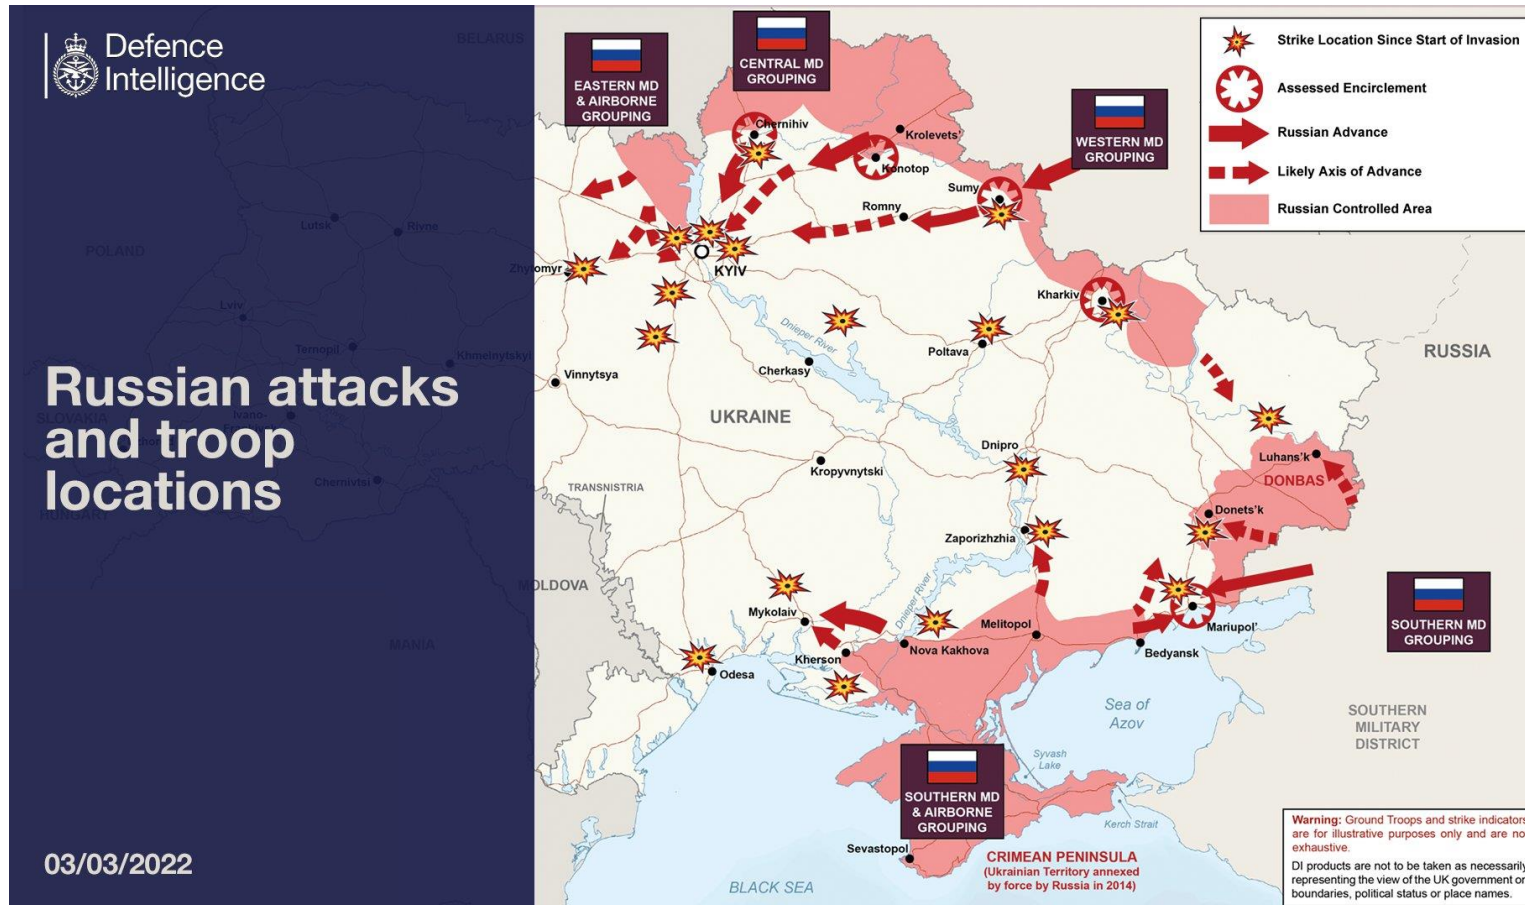 Defence
Intelligence
Russian attacks
and troop
locations
03/03/2022
BELARUS
POLAND
SLOVAKIA
HUNGARY
MANIA
MOLDOVA
TRANSNISTRIA
Lutsk
Rivne
Lviv
Ternopil
Khmelnytskyi
Ivano-
Chernivtsi
EASTERN MD
& AIRBORNE
GROUPING
CENTRAL MD
GROUPING
WESTERN MD
GROUPING
Strike Location Since Start of Invasion
Assessed Encirclement
Russian Advance
Likely Axis of Advance
Russian Controlled Area
Chernihiv
Krolevets'
Konotop
Sumy
Romny
Zhytomyr
KYIV
Kharkiv
Dnieper River
Poltava
Cherkasy
Vinnytsya
UKRAINE
RUSSIA
Dnipro
Kropyvnytski
Luhans'k
DONBAS
Donets'k
Zaporizhzhia
Dnieper River
Mykolaiv
Melitopol
Mariupol'
Kherson
Nova Kakhova
Bedyansk
Odesa
SOUTHERN MD
GROUPING
Sea of
Azov
SOUTHERN
MILITARY
DISTRICT
Syvash
Lake
SOUTHERN MD
& AIRBORNE
GROUPING
Kerch Strait
Sevastopol
CRIMEAN PENINSULA
(Ukrainian Territory annexed
by force by Russia in 2014)
BLACK SEA
Warning: Ground Troops and strike indicators
are for illustrative purposes only and are no
exhaustive.
DI products are not to be taken as necessarily
representing the view of the UK government on
boundaries, political status or place names.